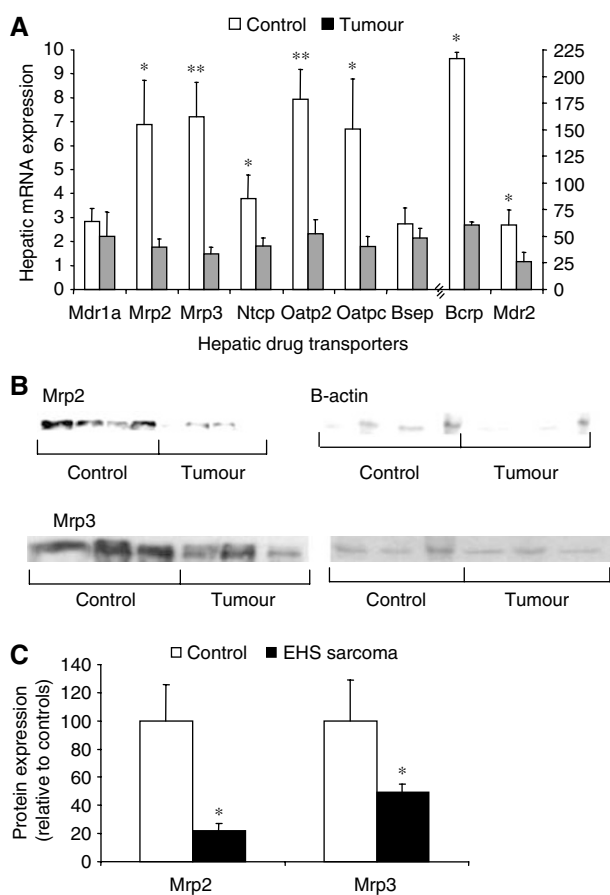 A
Control Tumour
Hepatic mRNA expression
10
9
8
7
6
5
4
3
2
1
0
225
200
175
150
125
100
75
50
25
0
* ** * ** * * *
Mdr1a Mrp2 Mrp3 Ntcp Oatp2 Oatpc Bsep Bcrp Mdr2
Hepatic drug transporters
B
Mrp2 B-actin
Control Tumour Control Tumour
Mrp3
Control Tumour Control Tumour
C
Control EHS sarcoma
Protein expression
(relative to controls)
140
120
100
80
60
40
20
0
* *
Mrp2 Mrp3